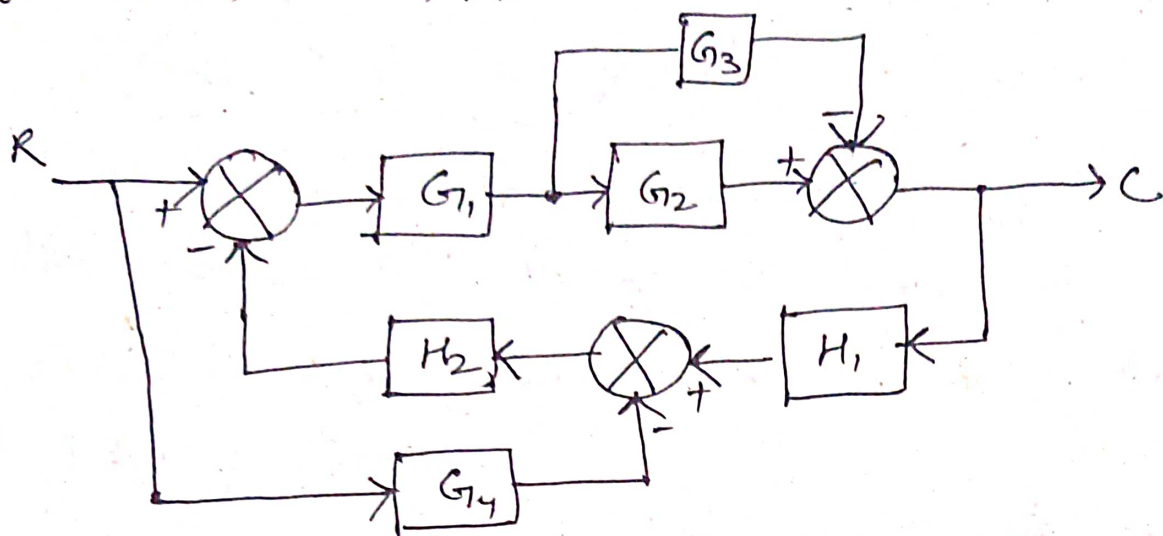 G₃
R + - G₁ G₂ + - C
H₂ + H₁
G₄ -